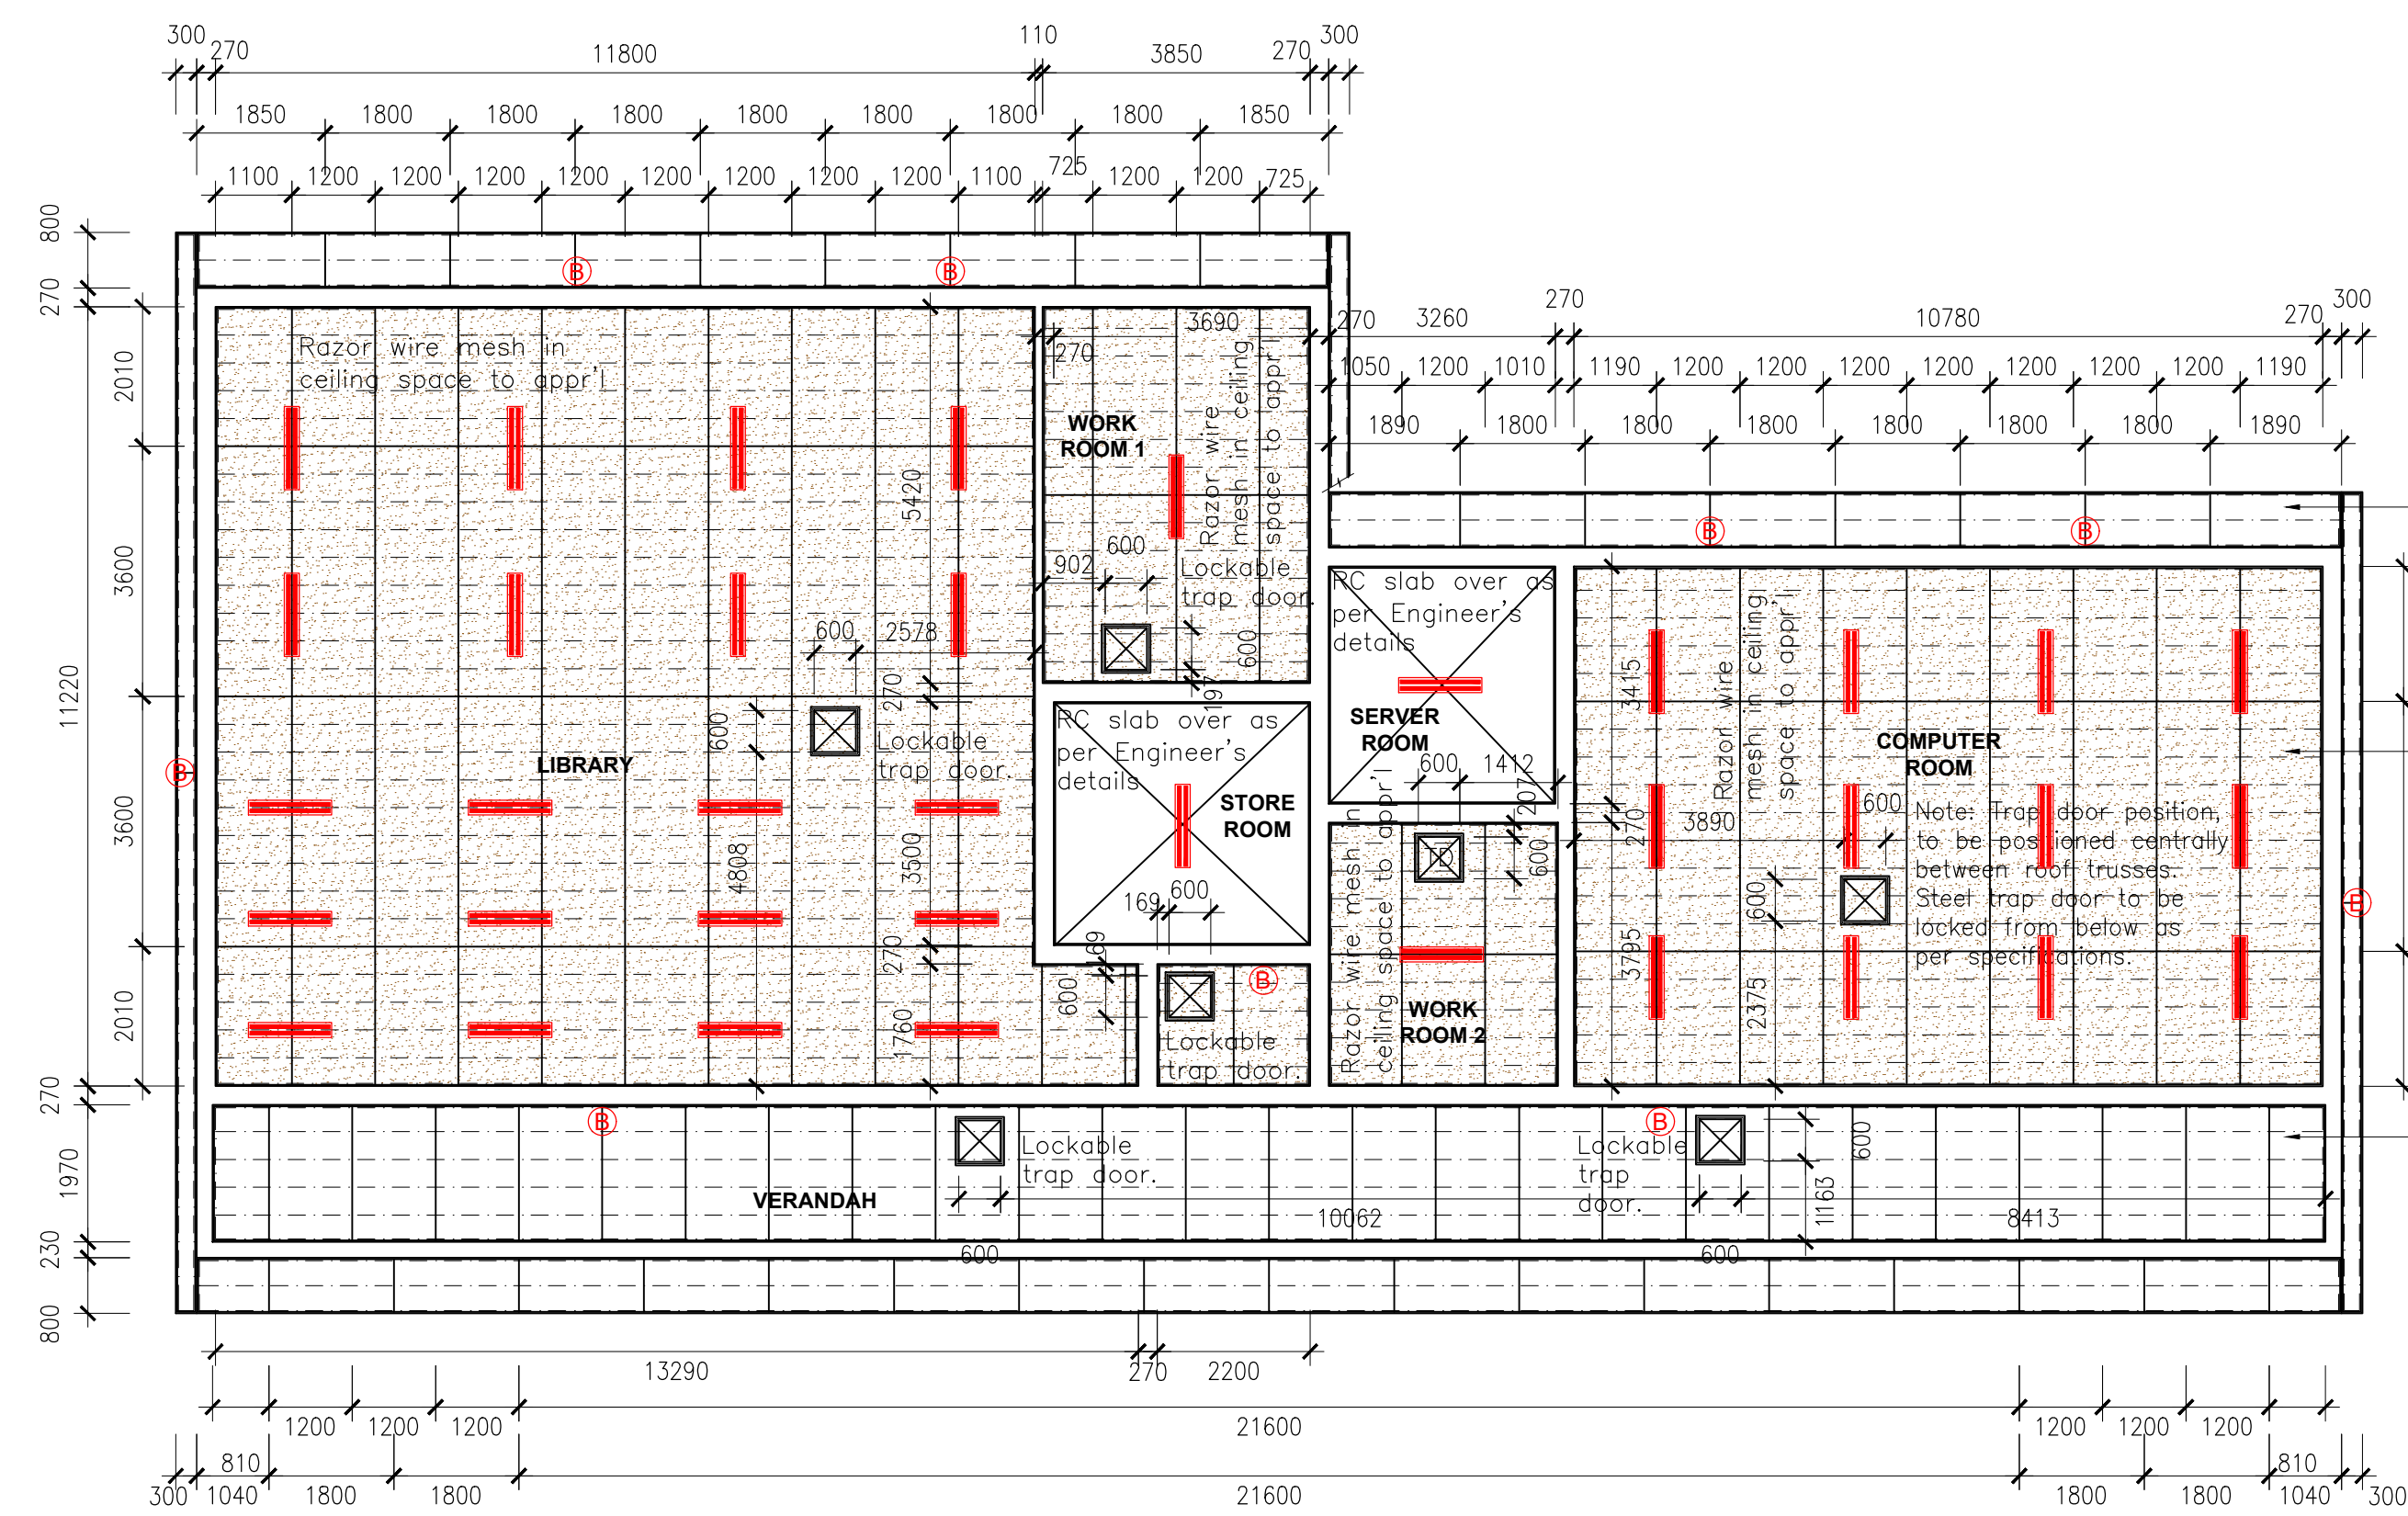 300
270
11800
110
3850
270
300
1850
1800
1800
1800
1800
1800
1800
1800
1850
1100
1200
1200
1200
1200
1200
1200
1200
1200
1100
725
1200
1200
725
800
270
2010
3600
11220
3600
2010
270
1970
230
800
B
B
Razor wire mesh in
ceiling space to appr'l
3690
270
WORK
ROOM 1
Razor wire
mesh in ceiling
space to appr'l
902
600
Lockable
trap door.
600
197
5420
600
2578
270
600
Lockable
trap door.
LIBRARY
4808
3500
270
1760
B
270
3260
270
10780
270
300
1050
1200
1010
1190
1200
1200
1200
1200
1200
1200
1200
1190
1890
1800
1800
1800
1800
1800
1800
1890
B
B
RC slab over as
per Engineer's
details
SERVER
ROOM
600
1412
207
600
RC slab over as
per Engineer's
details
STORE
ROOM
169
600
169
600
B
Lockable
trap door.
Razor wire mesh in
ceiling space to appr'l
TD
WORK
ROOM 2
3415
270
3795
Razor wire
mesh in ceiling
space to appr'l
COMPUTER
ROOM
3890
600
600
2375
Note: Trap door position,
to be positioned centrally
between roof trusses.
Steel trap door to be
locked from below as
per specifications.
B
B
Lockable
trap door.
VERANDAH
600
10062
B
Lockable
trap
door.
600
600
1163
8413
13290
270
2200
1200
1200
1200
21600
1200
1200
1200
810
810
300
1040
1800
1800
21600
1800
1800
1040
300